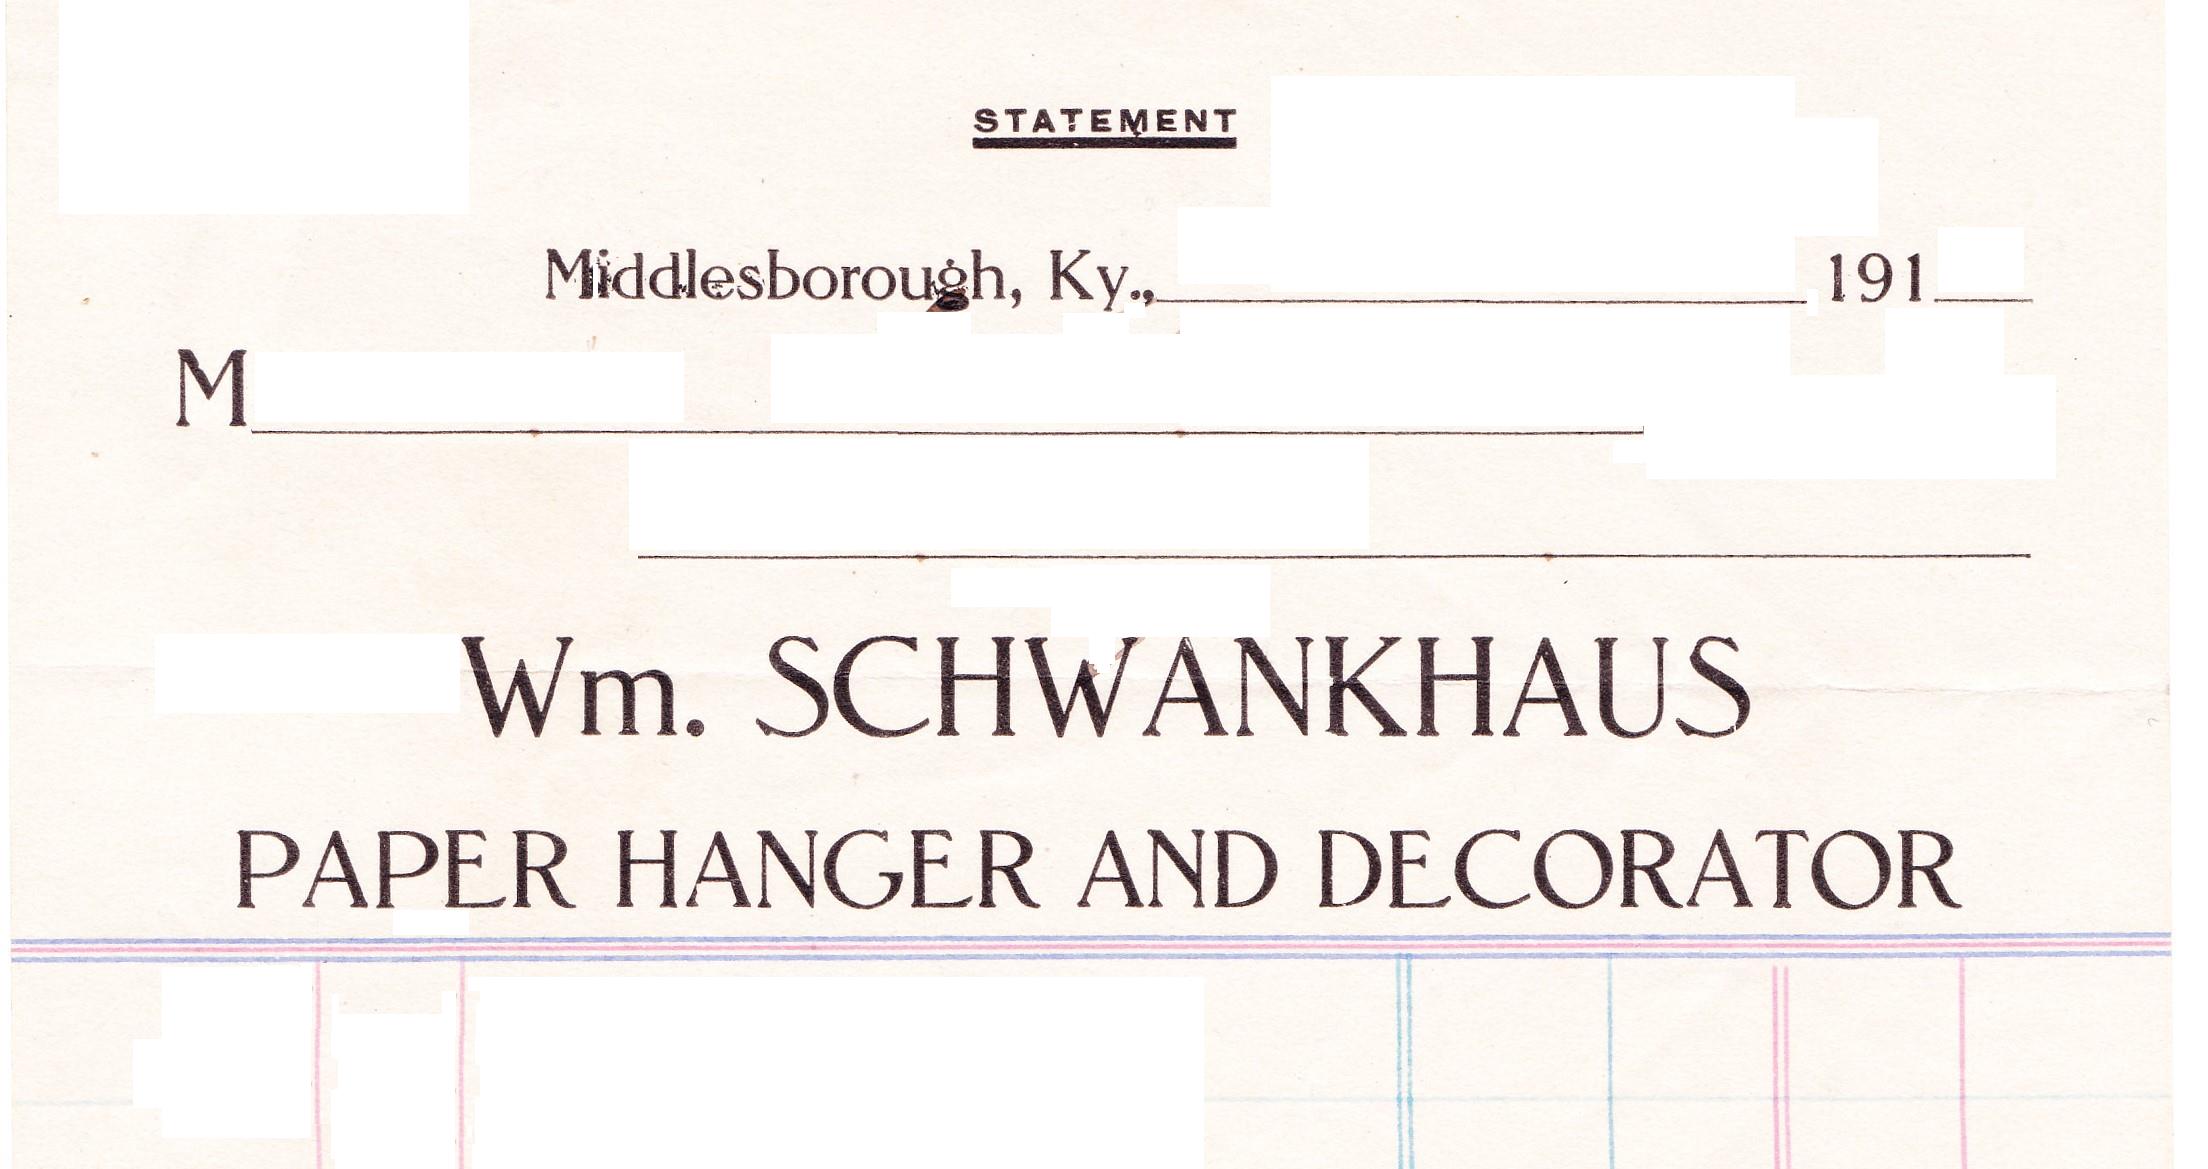 STATEMENT
Middlesborough, Ky., 191
M
Wm. SCHWANKHAUS
PAPER HANGER AND DECORATOR